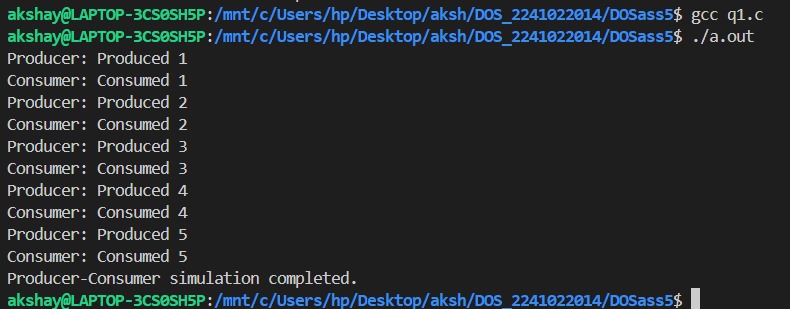 akshay@LAPTOP-3CS0SH5P:/mnt/c/Users/hp/Desktop/aksh/DOS_2241022014/DOSass5$ gcc q1.c
akshay@LAPTOP-3CS0SH5P:/mnt/c/Users/hp/Desktop/aksh/DOS_2241022014/DOSass5$ ./a.out
Producer: Produced 1
Consumer: Consumed 1
Producer: Produced 2
Consumer: Consumed 2
Producer: Produced 3
Consumer: Consumed 3
Producer: Produced 4
Consumer: Consumed 4
Producer: Produced 5
Consumer: Consumed 5
Producer-Consumer simulation completed.
akshay@LAPTOP-3CS0SH5P:/mnt/c/Users/hp/Desktop/aksh/DOS_2241022014/DOSass5$